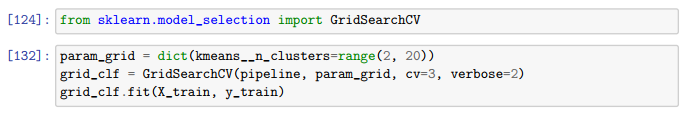 [124]: from sklearn.model_selection import GridSearchCV
[132]: param_grid = dict(kmeans__n_clusters=range(2, 20))
grid_clf = GridSearchCV(pipeline, param_grid, cv=3, verbose=2)
grid_clf.fit(X_train, y_train)